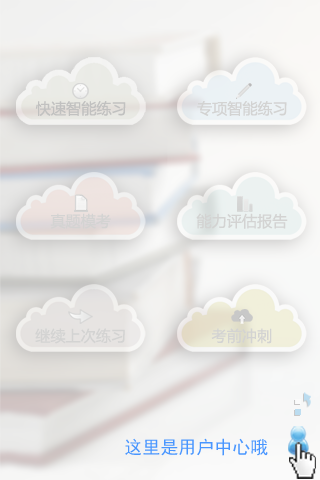 快速智能练习
专项智能练习
真题模考
能力评估报告
继续上次练习
考前冲刺
这里是用户中心哦